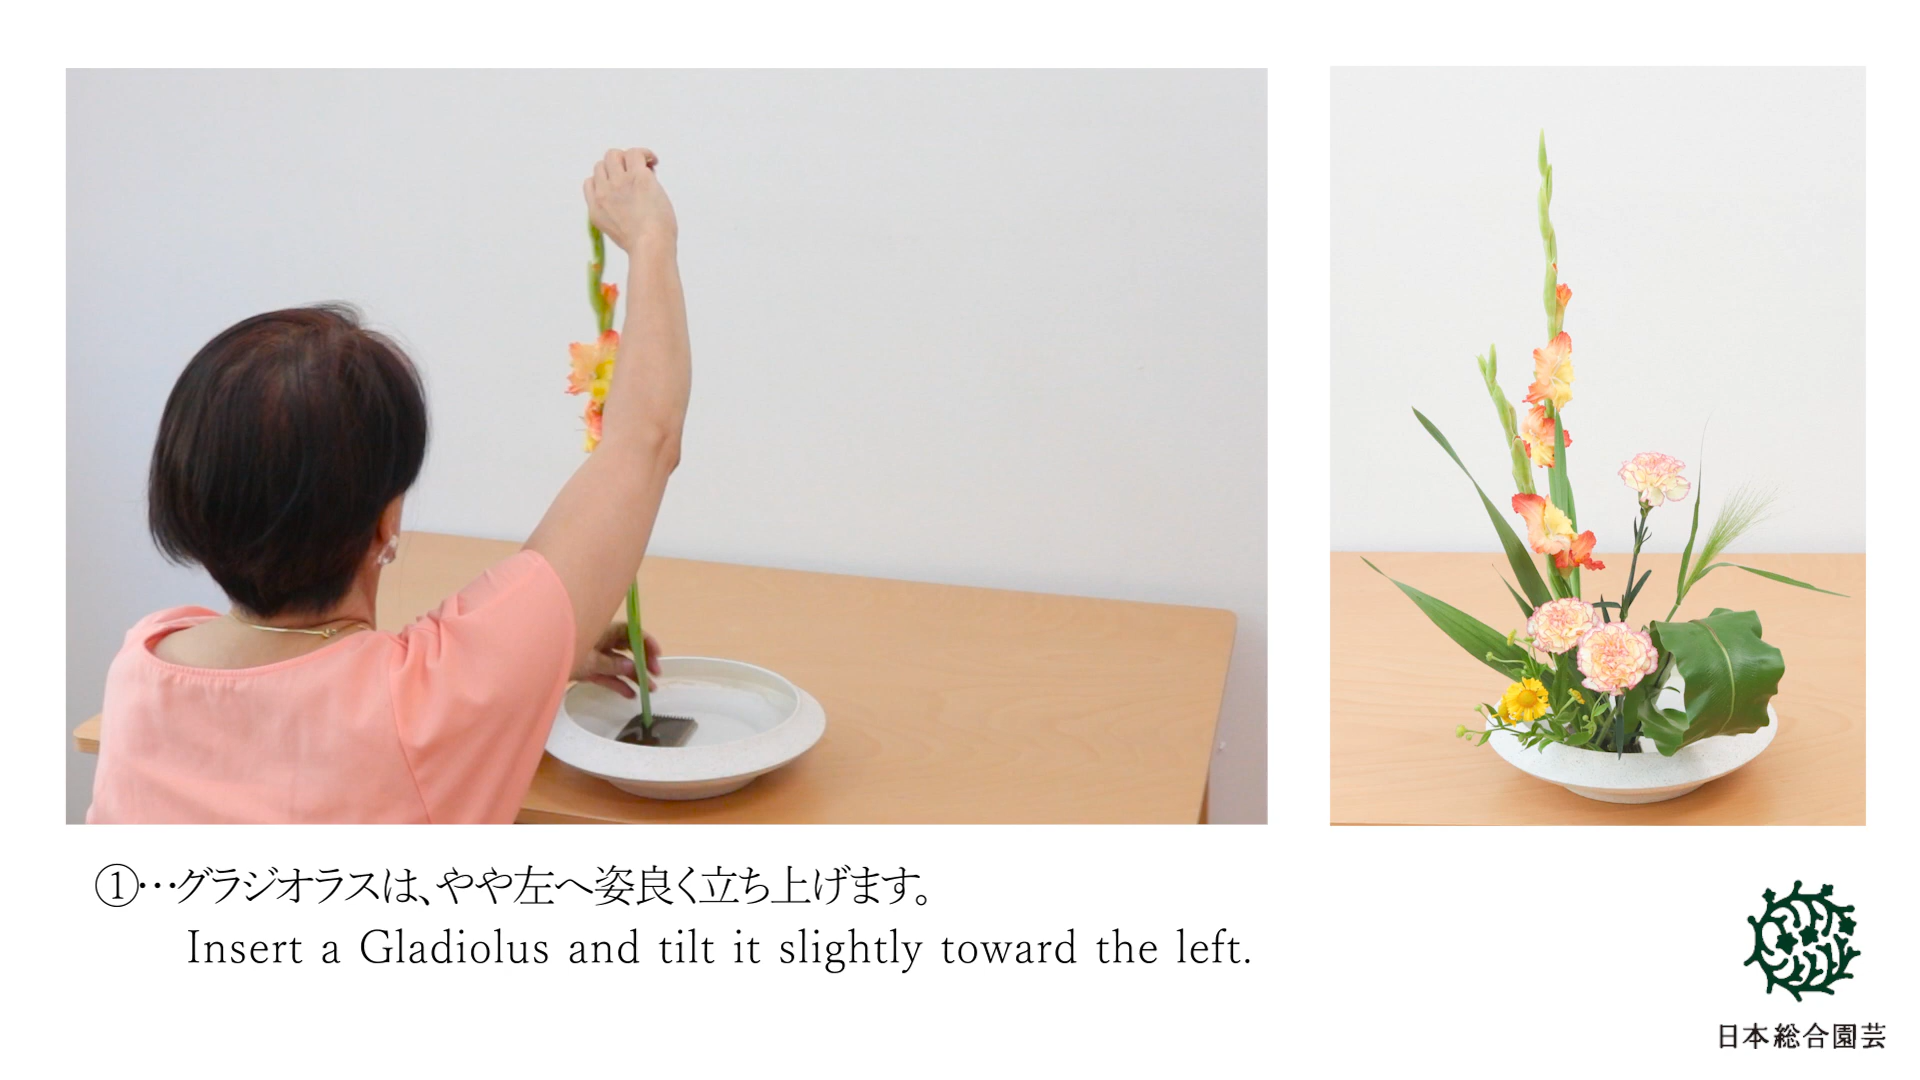 ①…グラジオラスは、やや左へ姿良く立ち上げます。
Insert a Gladiolus and tilt it slightly toward the left.
日本総合園芸